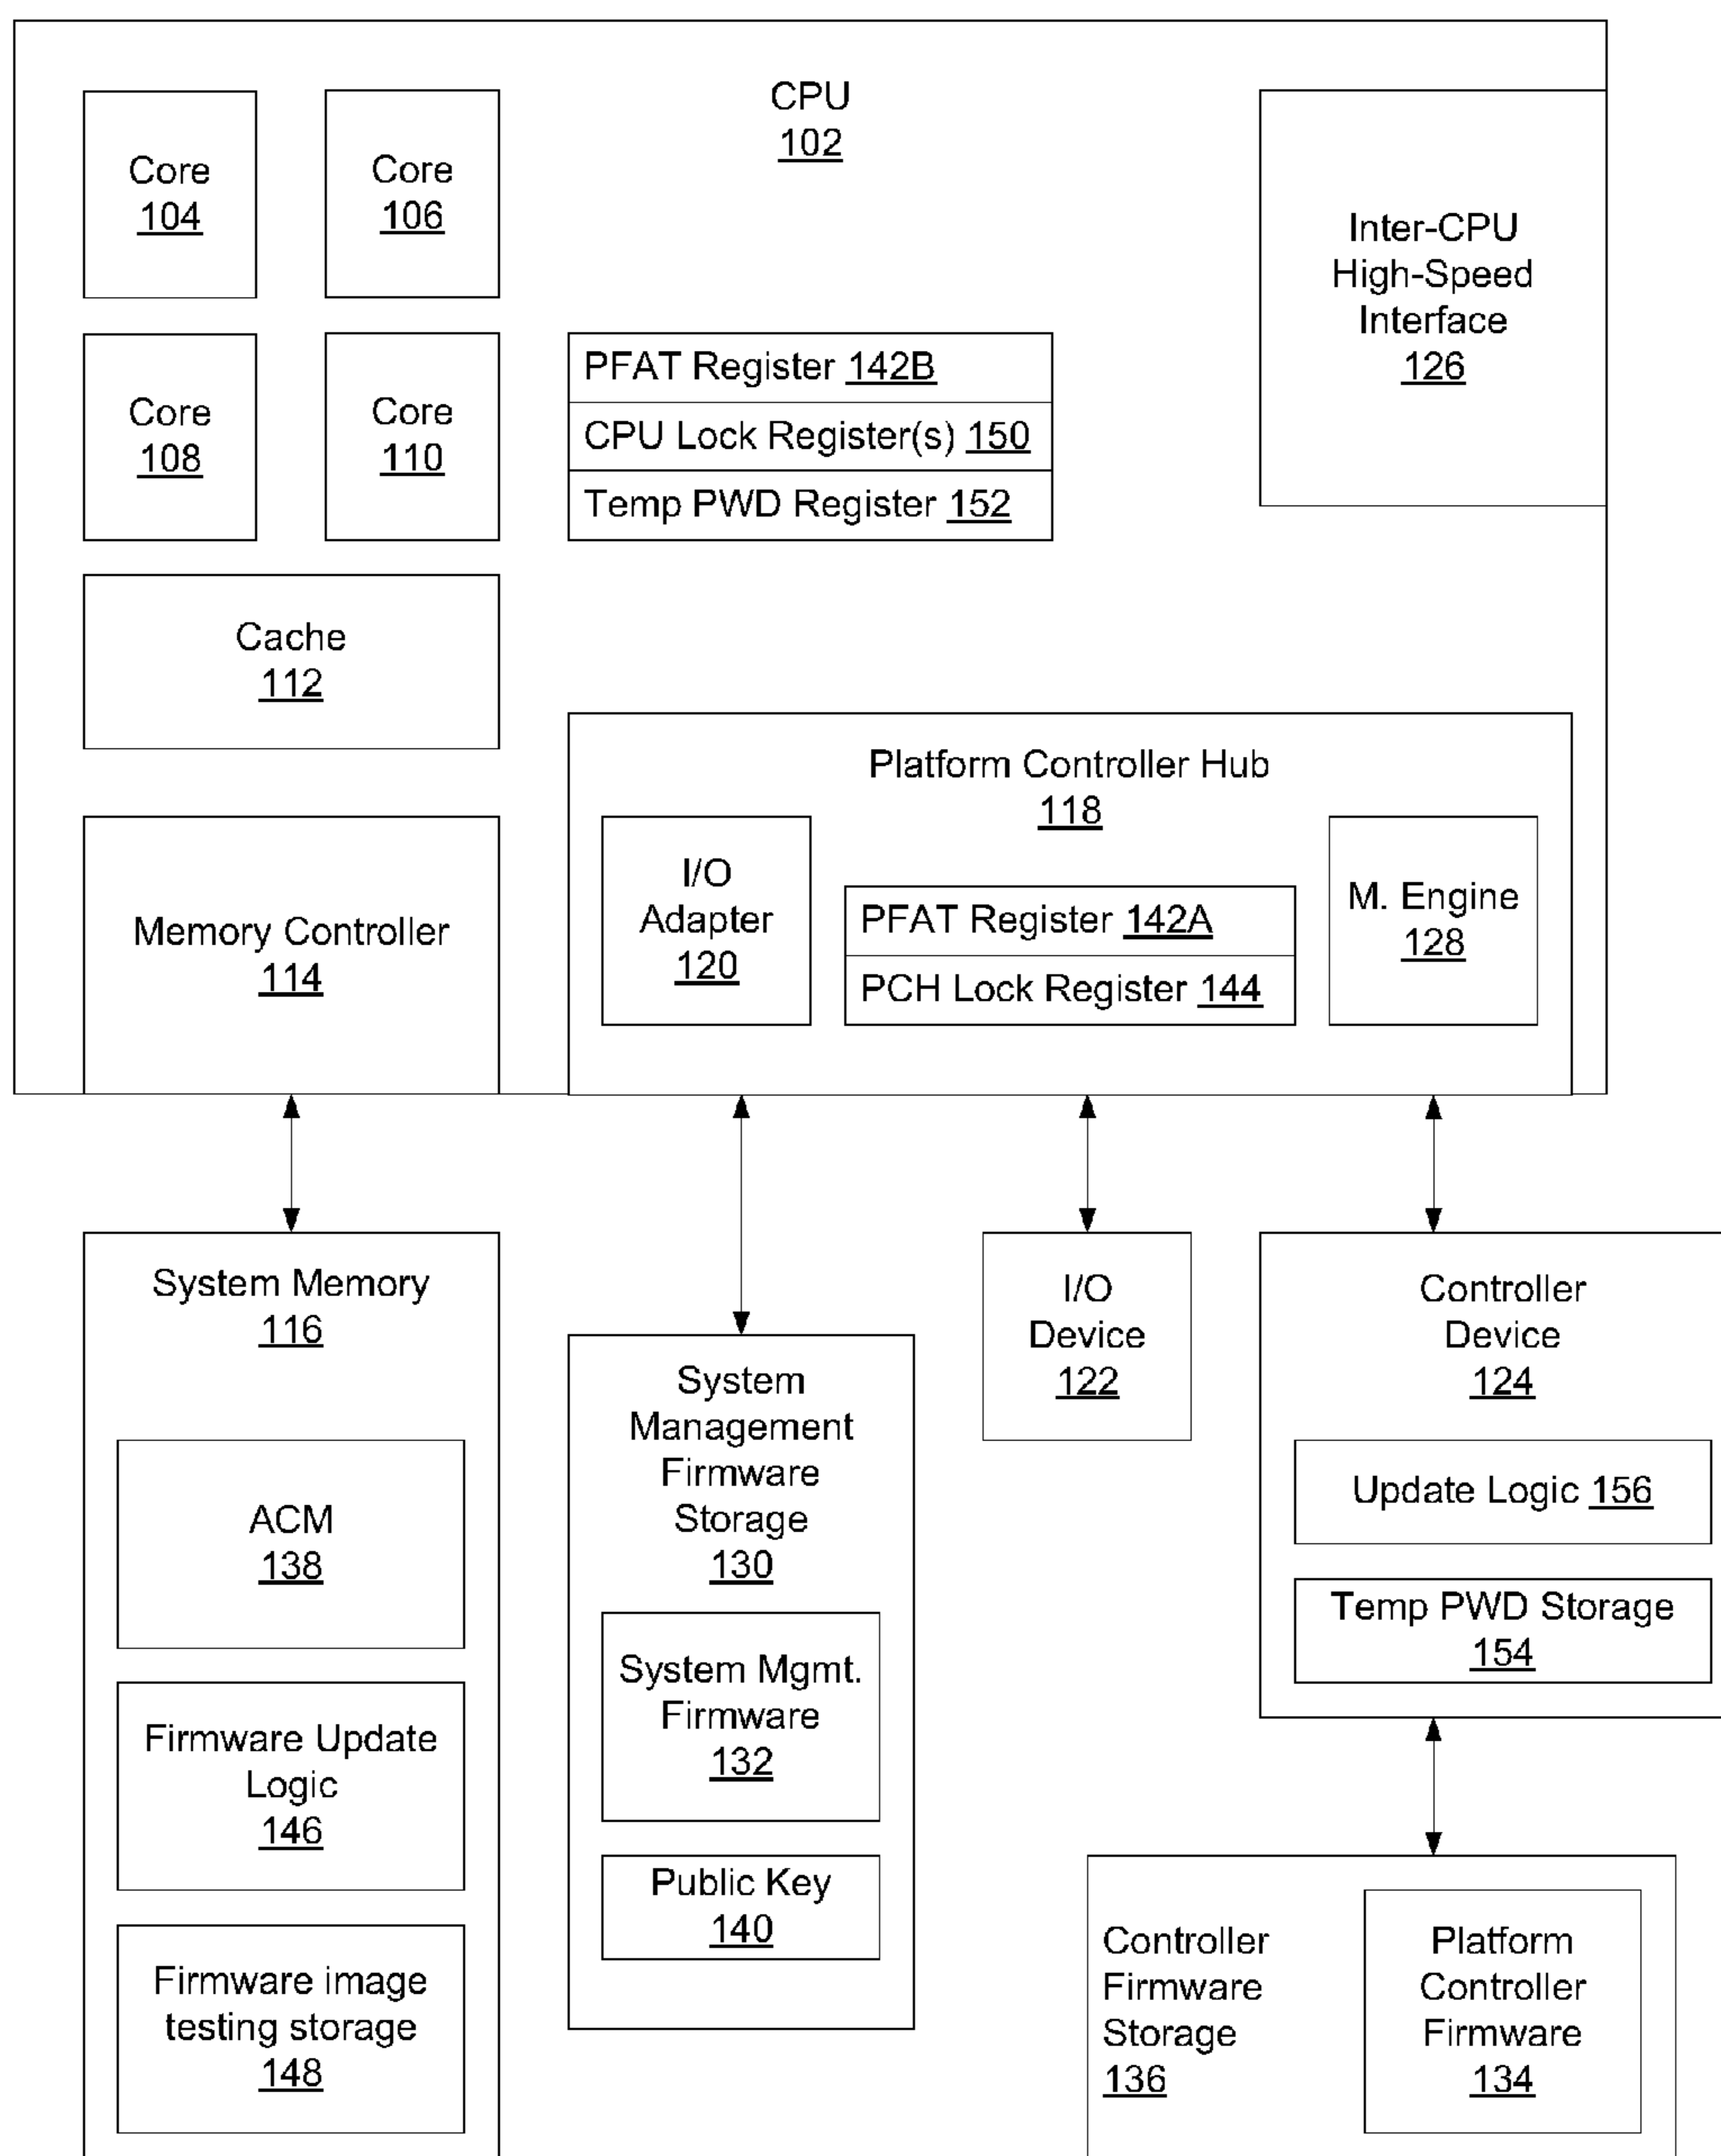 CPU
102
Core
104
Core
106
Inter-CPU
High-Speed
Interface
126
Core
108
Core
110
PFAT Register 142B
CPU Lock Register(s) 150
Temp PWD Register 152
Cache
112
Platform Controller Hub
118
Memory Controller
114
I/O
Adapter
120
PFAT Register 142A
PCH Lock Register 144
M. Engine
128
System Memory
116
ACM
138
Firmware Update
Logic
146
Firmware image
testing storage
148
System
Management
Firmware
Storage
130
System Mgmt.
Firmware
132
Public Key
140
I/O
Device
122
Controller
Device
124
Update Logic 156
Temp PWD Storage
154
Controller
Firmware
Storage
136
Platform
Controller
Firmware
134